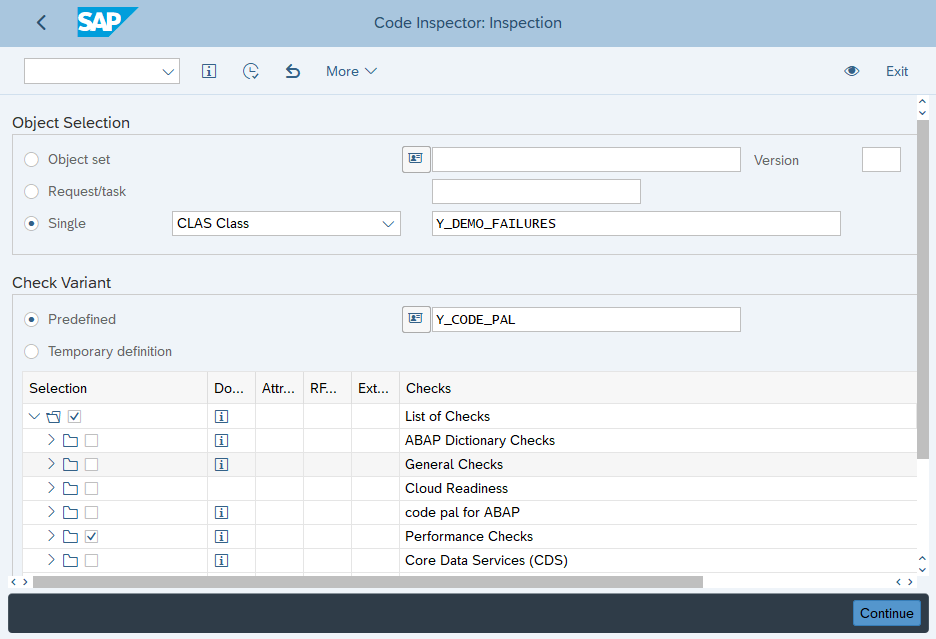 SAP Code Inspector: Inspection
More Exit
Object Selection
Object set Version
Request/task
Single CLAS Class Y_DEMO_FAILURES
Check Variant
Predefined Y_CODE_PAL
Temporary definition
Selection Do... Attr... RF... Ext... Checks
List of Checks
ABAP Dictionary Checks
General Checks
Cloud Readiness
code pal for ABAP
Performance Checks
Core Data Services (CDS)
Continue